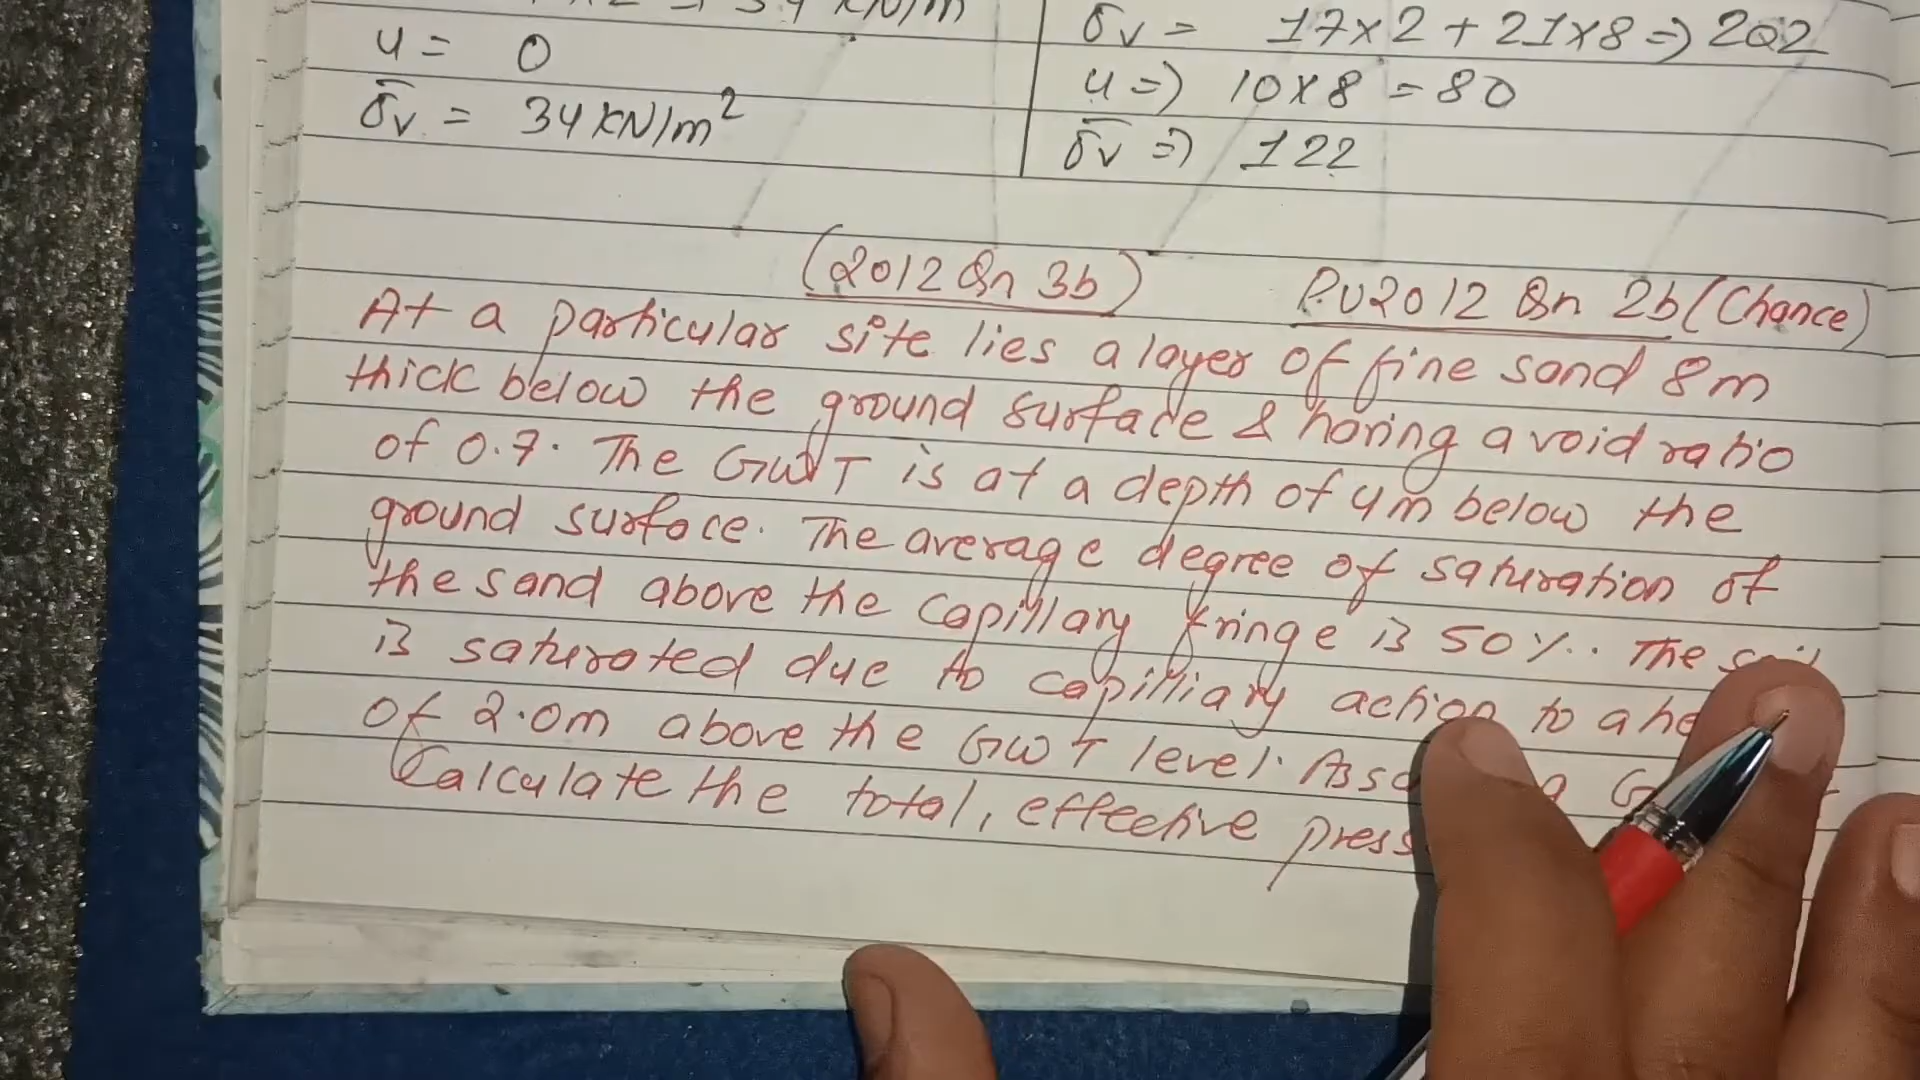 u = 0
σ̄v = 34 KN/m²
σv = 17×2 + 21×8 ⇒ 202
u ⇒ 10×8 = 80
σ̄v ⇒ 122
(2012 Qn 3b) P.U 2012 Qn 2b (Chance)
At a particular site lies a layer of fine sand 8m
thick below the ground surface & having a void ratio
of 0.7. The GWT is at a depth of 4m below the
ground surface. The average degree of saturation of
the sand above the capillary fringe is 50%. The
is saturated due to capilliary action to a
of 2.0m above the GWT level.
Calculate the total, effective